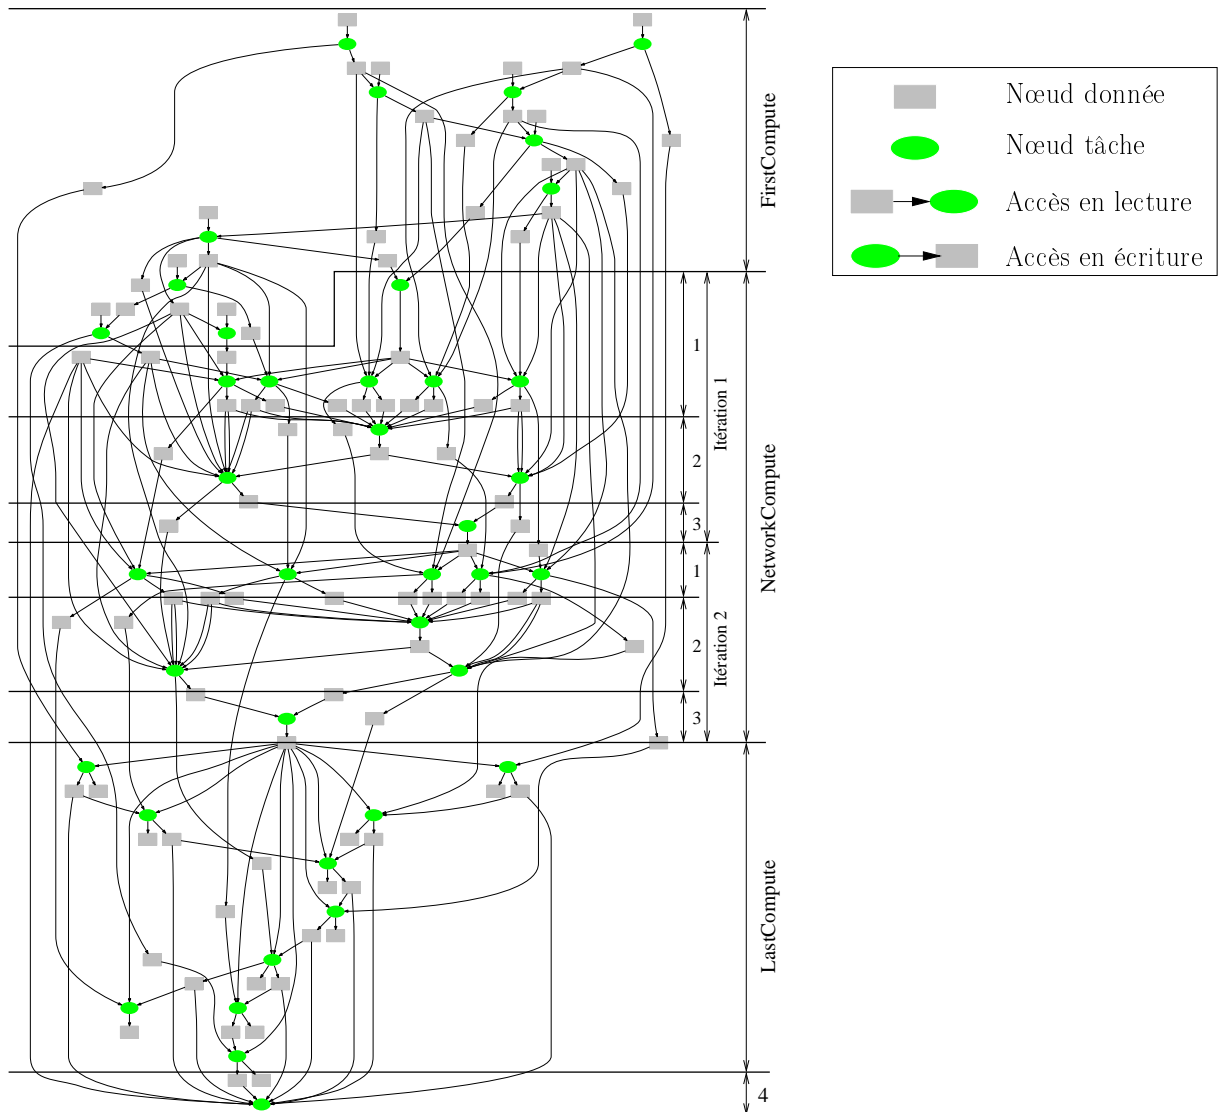 Nœud donnée
Nœud tâche
Accès en lecture
Accès en écriture
FirstCompute
1
Itération 1
2
3
NetworkCompute
1
Itération 2
2
3
LastCompute
4